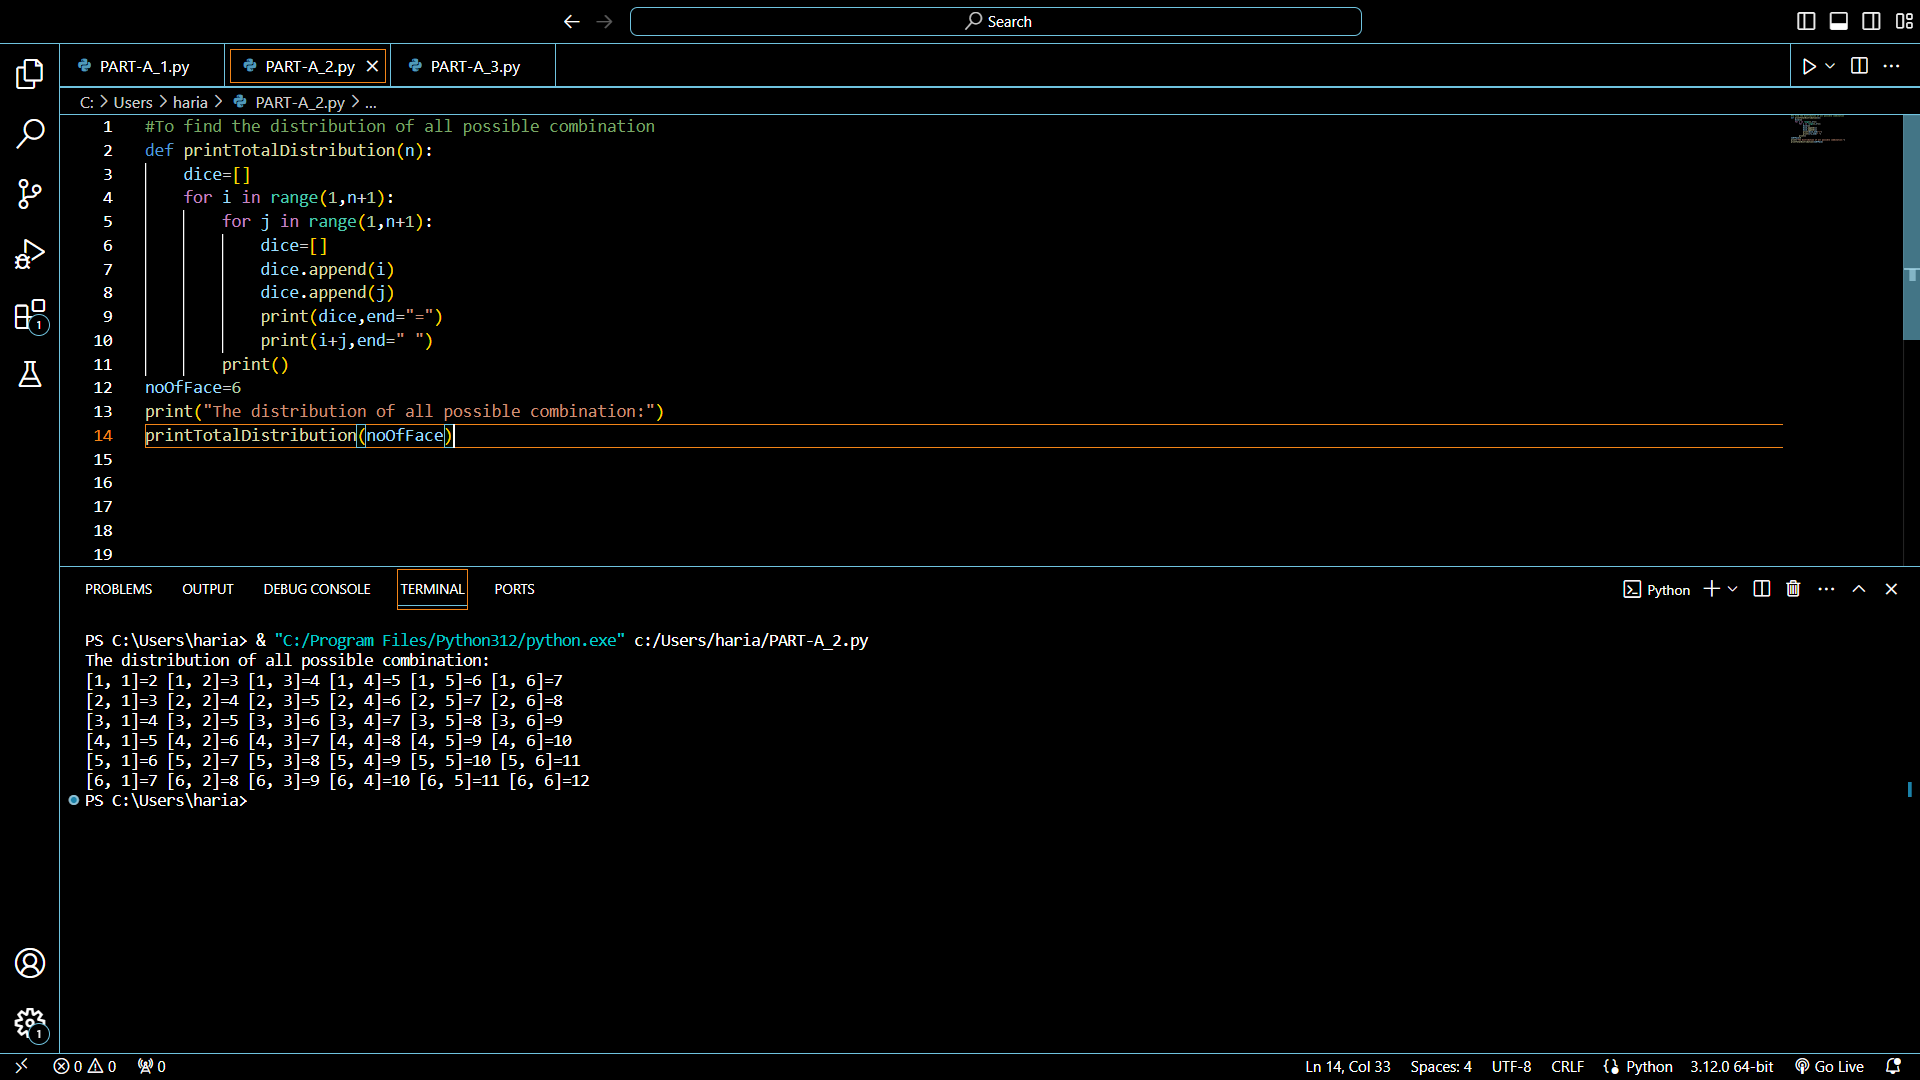 Search
PART-A_1.py PART-A_2.py PART-A_3.py
C: > Users > haria > PART-A_2.py > ...
1 #To find the distribution of all possible combination
2 def printTotalDistribution(n):
3     dice=[]
4     for i in range(1,n+1):
5         for j in range(1,n+1):
6             dice=[]
7             dice.append(i)
8             dice.append(j)
9             print(dice,end="=")
10             print(i+j,end=" ")
11         print()
12 noOfFace=6
13 print("The distribution of all possible combination:")
14 printTotalDistribution(noOfFace)
15
16
17
18
19
1
PROBLEMS OUTPUT DEBUG CONSOLE TERMINAL PORTS Python
PS C:\Users\haria> & "C:/Program Files/Python312/python.exe" c:/Users/haria/PART-A_2.py
The distribution of all possible combination:
[1, 1]=2 [1, 2]=3 [1, 3]=4 [1, 4]=5 [1, 5]=6 [1, 6]=7
[2, 1]=3 [2, 2]=4 [2, 3]=5 [2, 4]=6 [2, 5]=7 [2, 6]=8
[3, 1]=4 [3, 2]=5 [3, 3]=6 [3, 4]=7 [3, 5]=8 [3, 6]=9
[4, 1]=5 [4, 2]=6 [4, 3]=7 [4, 4]=8 [4, 5]=9 [4, 6]=10
[5, 1]=6 [5, 2]=7 [5, 3]=8 [5, 4]=9 [5, 5]=10 [5, 6]=11
[6, 1]=7 [6, 2]=8 [6, 3]=9 [6, 4]=10 [6, 5]=11 [6, 6]=12
PS C:\Users\haria>
1
0 0 0 Ln 14, Col 33 Spaces: 4 UTF-8 CRLF Python 3.12.0 64-bit Go Live